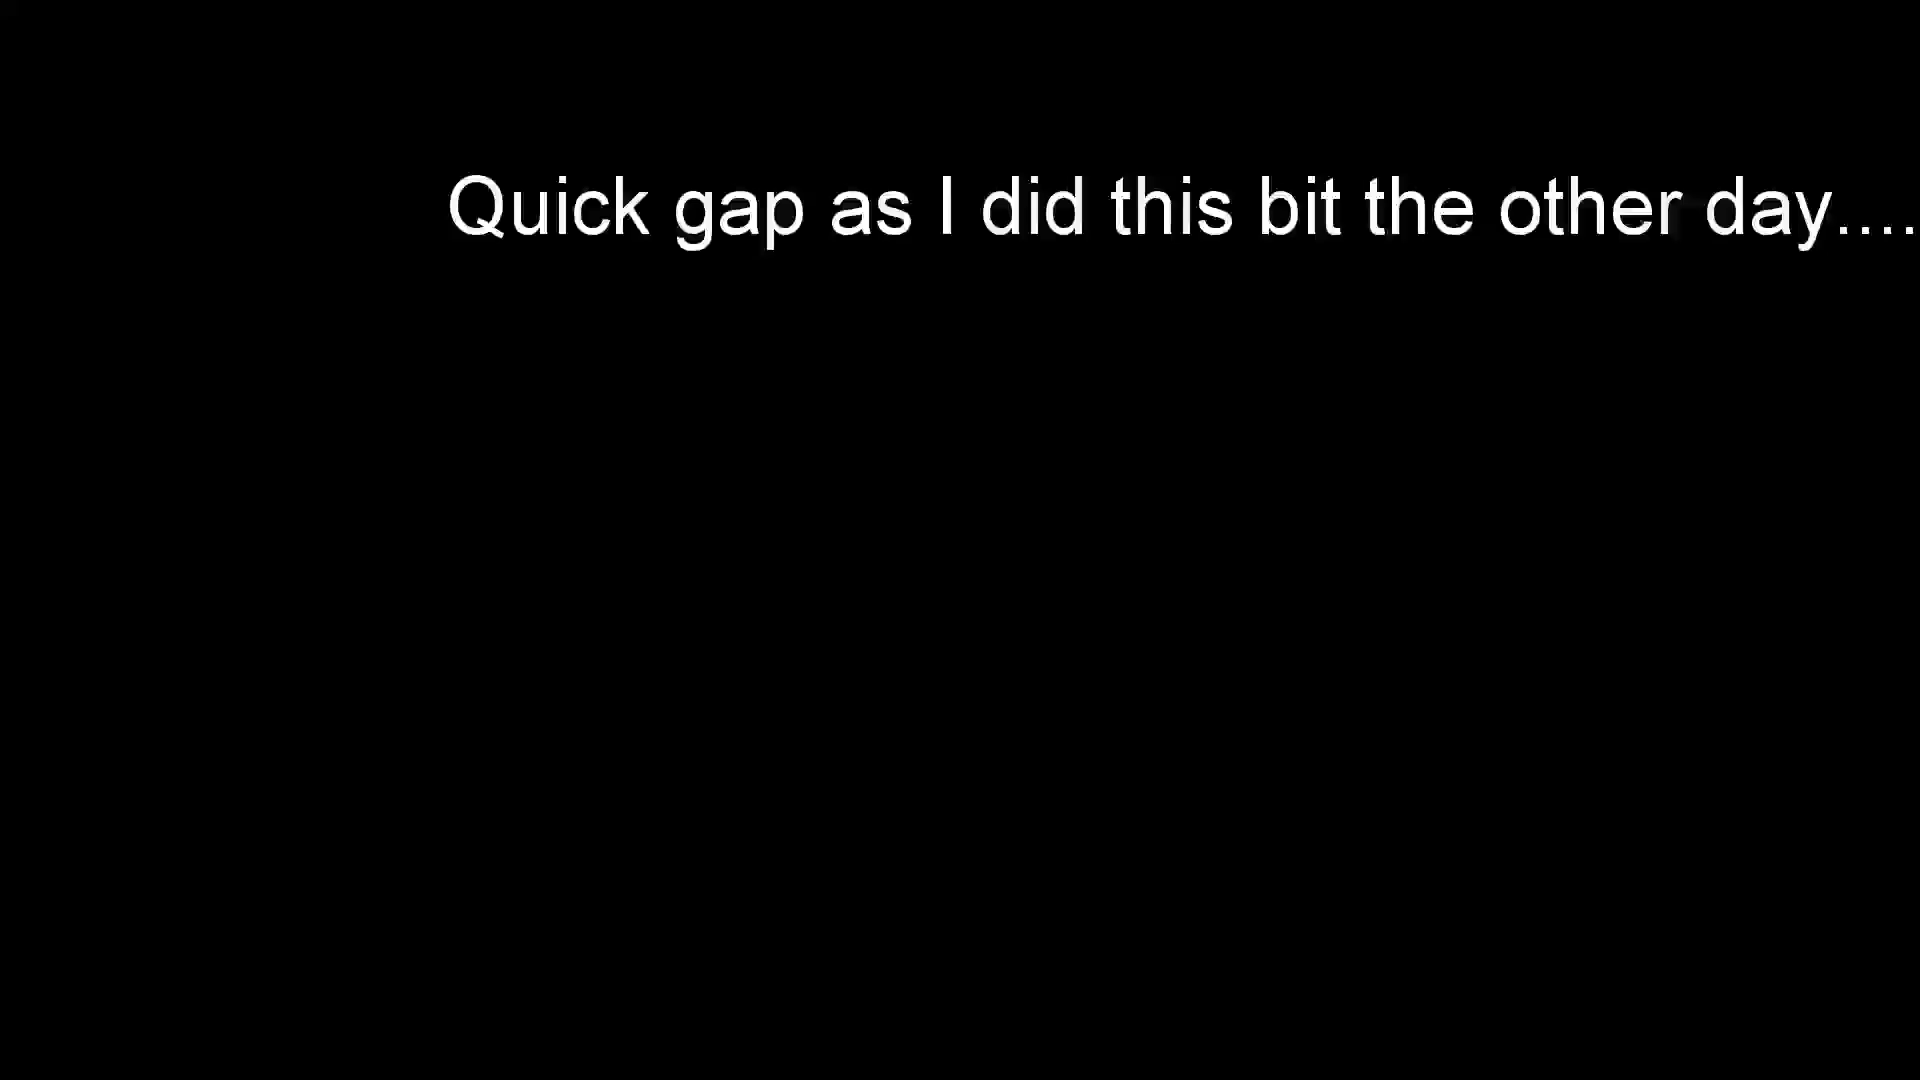 Quick gap as I did this bit the other day....